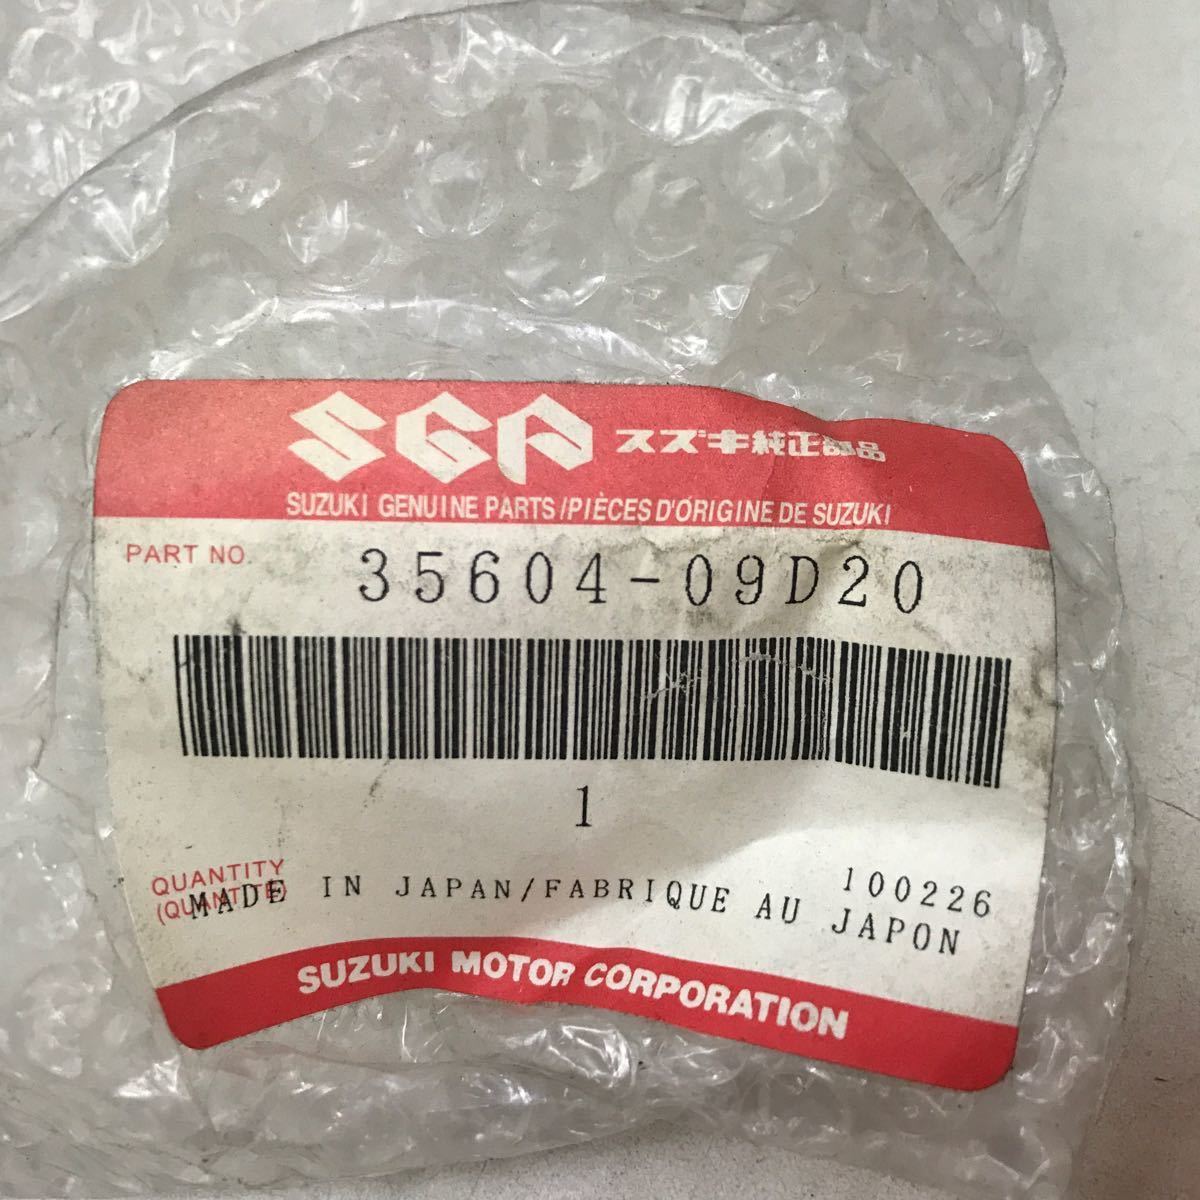 SGP スズキ純正部品
SUZUKI GENUINE PARTS/PIÈCES D'ORIGINE DE SUZUKI
PART NO. 35604-09D20
1
QUANTITY 100226
(QUANTITÉ)
MADE IN JAPAN/FABRIQUE AU JAPON
SUZUKI MOTOR CORPORATION